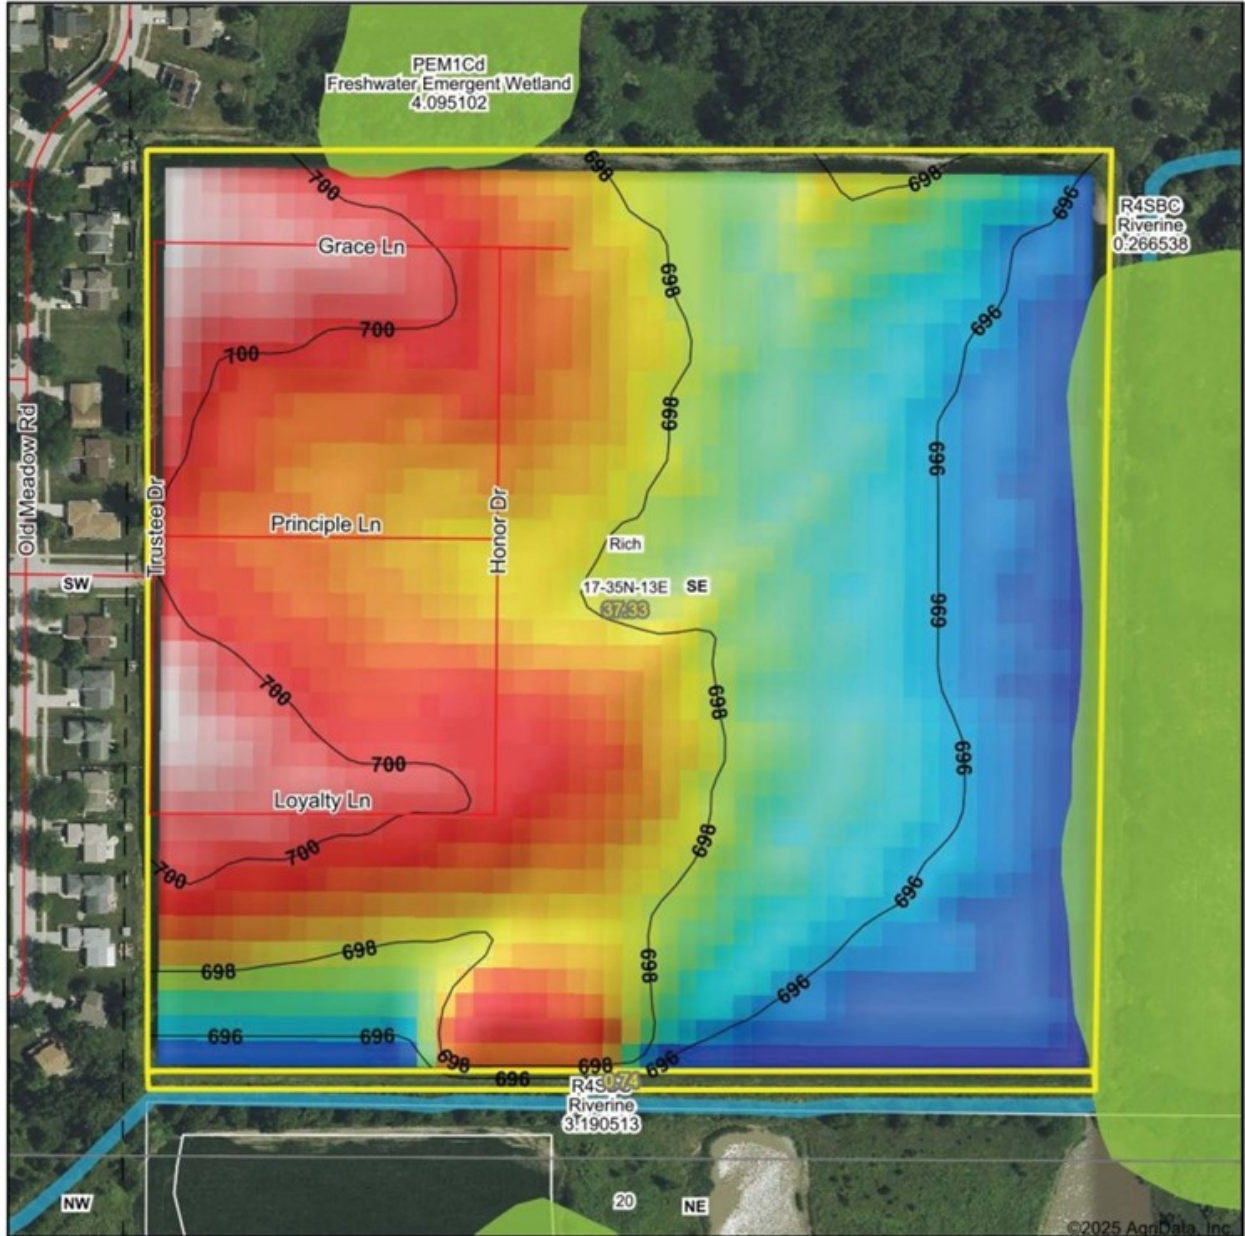 PEM1Cd
Freshwater Emergent Wetland
4.095102
700
698
698
696
R4SBC
Riverine
0.266538
Grace Ln
698
696
700
700
698
696
Old Meadow Rd
Trustee Dr
Principle Ln
Honor Dr
Rich
SW
17-35N-13E SE
37.33
696
700
698
700
696
Loyalty Ln
698
700
700
696
698
698
698
696
696
696
698
698
696
696
0.74
Riverine
3.190513
NW
20
NE
©2025 AgriData, Inc.